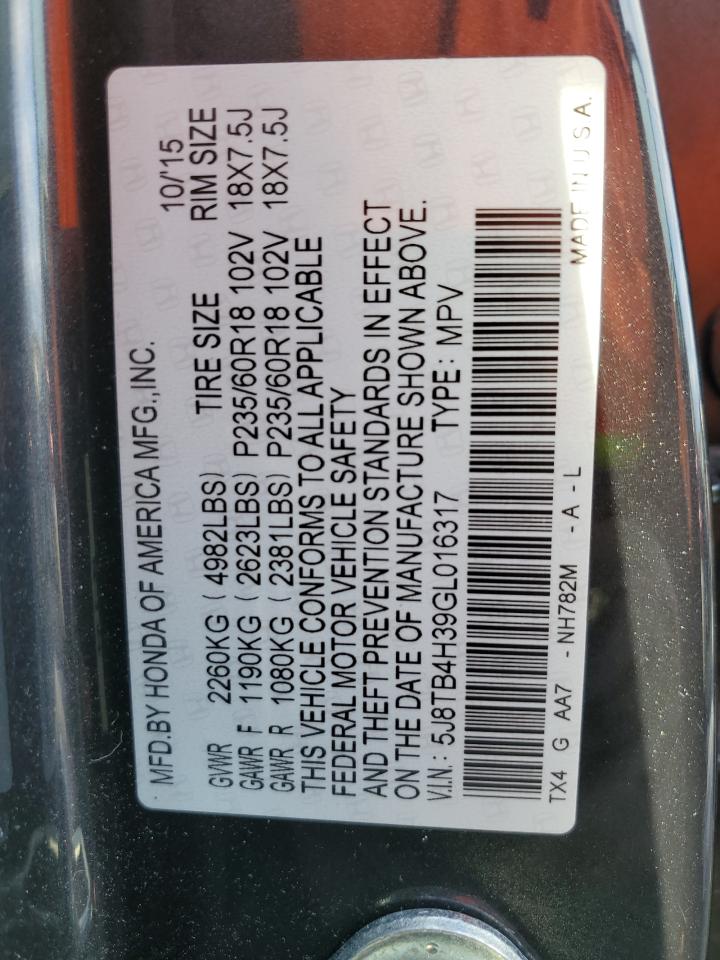 MFD.BY HONDA OF AMERICA MFG.,INC. 10/'15
TIRE SIZE RIM SIZE
GVWR 2260KG ( 4982LBS)
GAWR F 1190KG ( 2623LBS) P235/60R18 102V 18X7.5J
GAWR R 1080KG ( 2381LBS) P235/60R18 102V 18X7.5J
THIS VEHICLE CONFORMS TO ALL APPLICABLE
FEDERAL MOTOR VEHICLE SAFETY
AND THEFT PREVENTION STANDARDS IN EFFECT
ON THE DATE OF MANUFACTURE SHOWN ABOVE.
V.I.N.: 5J8TB4H39GL016317 TYPE : MPV
TX4 G AA7 - NH782M - A - L MADE IN U.S.A.